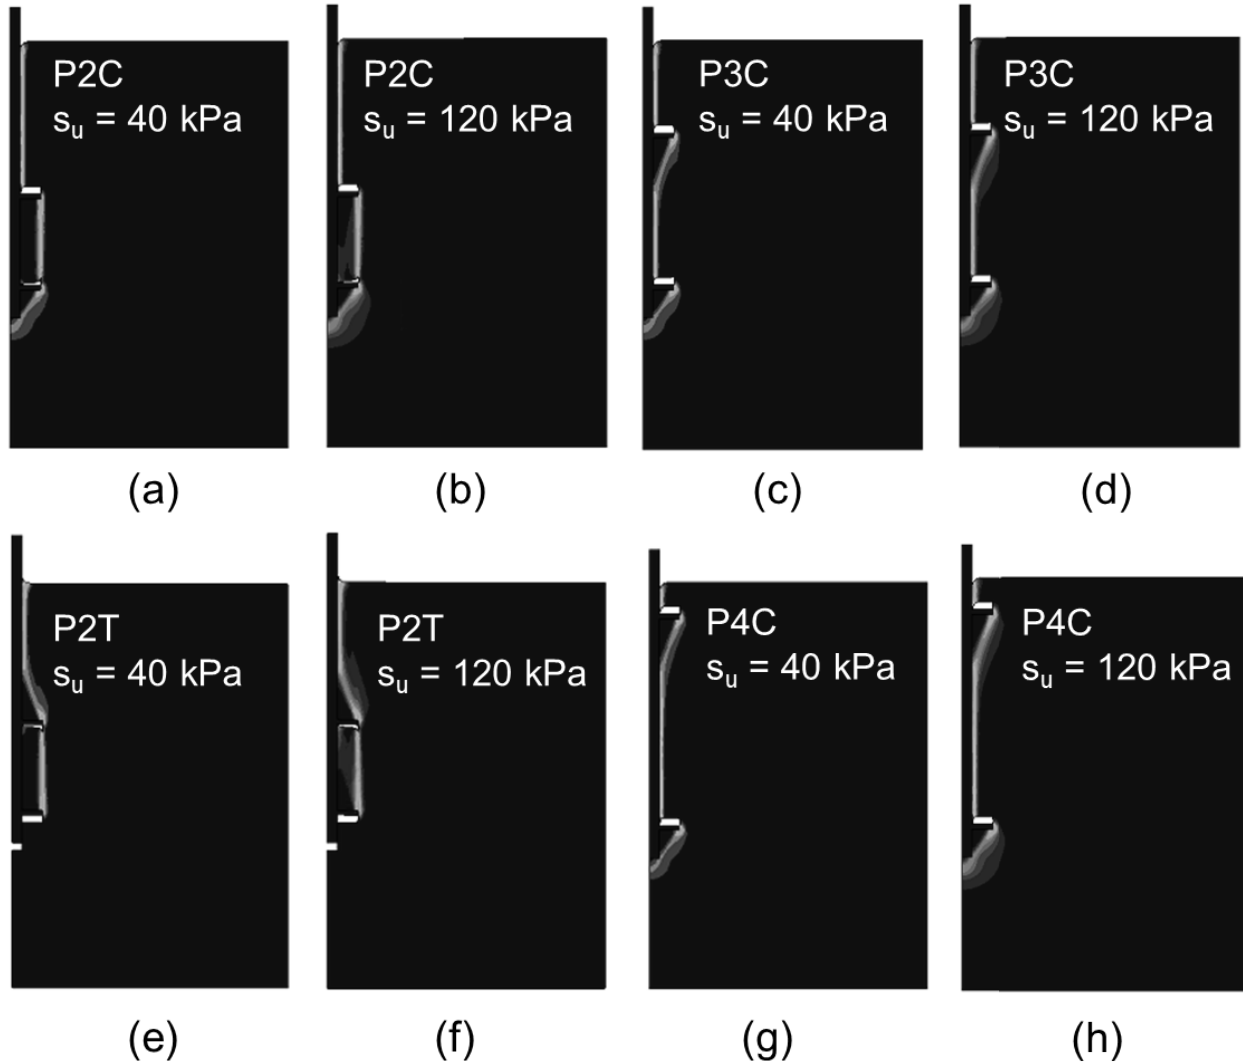 P2C
sᵤ = 40 kPa
P2C
sᵤ = 120 kPa
P3C
sᵤ = 40 kPa
P3C
sᵤ = 120 kPa
(a)
(b)
(c)
(d)
P2T
sᵤ = 40 kPa
P2T
sᵤ = 120 kPa
P4C
sᵤ = 40 kPa
P4C
sᵤ = 120 kPa
(e)
(f)
(g)
(h)